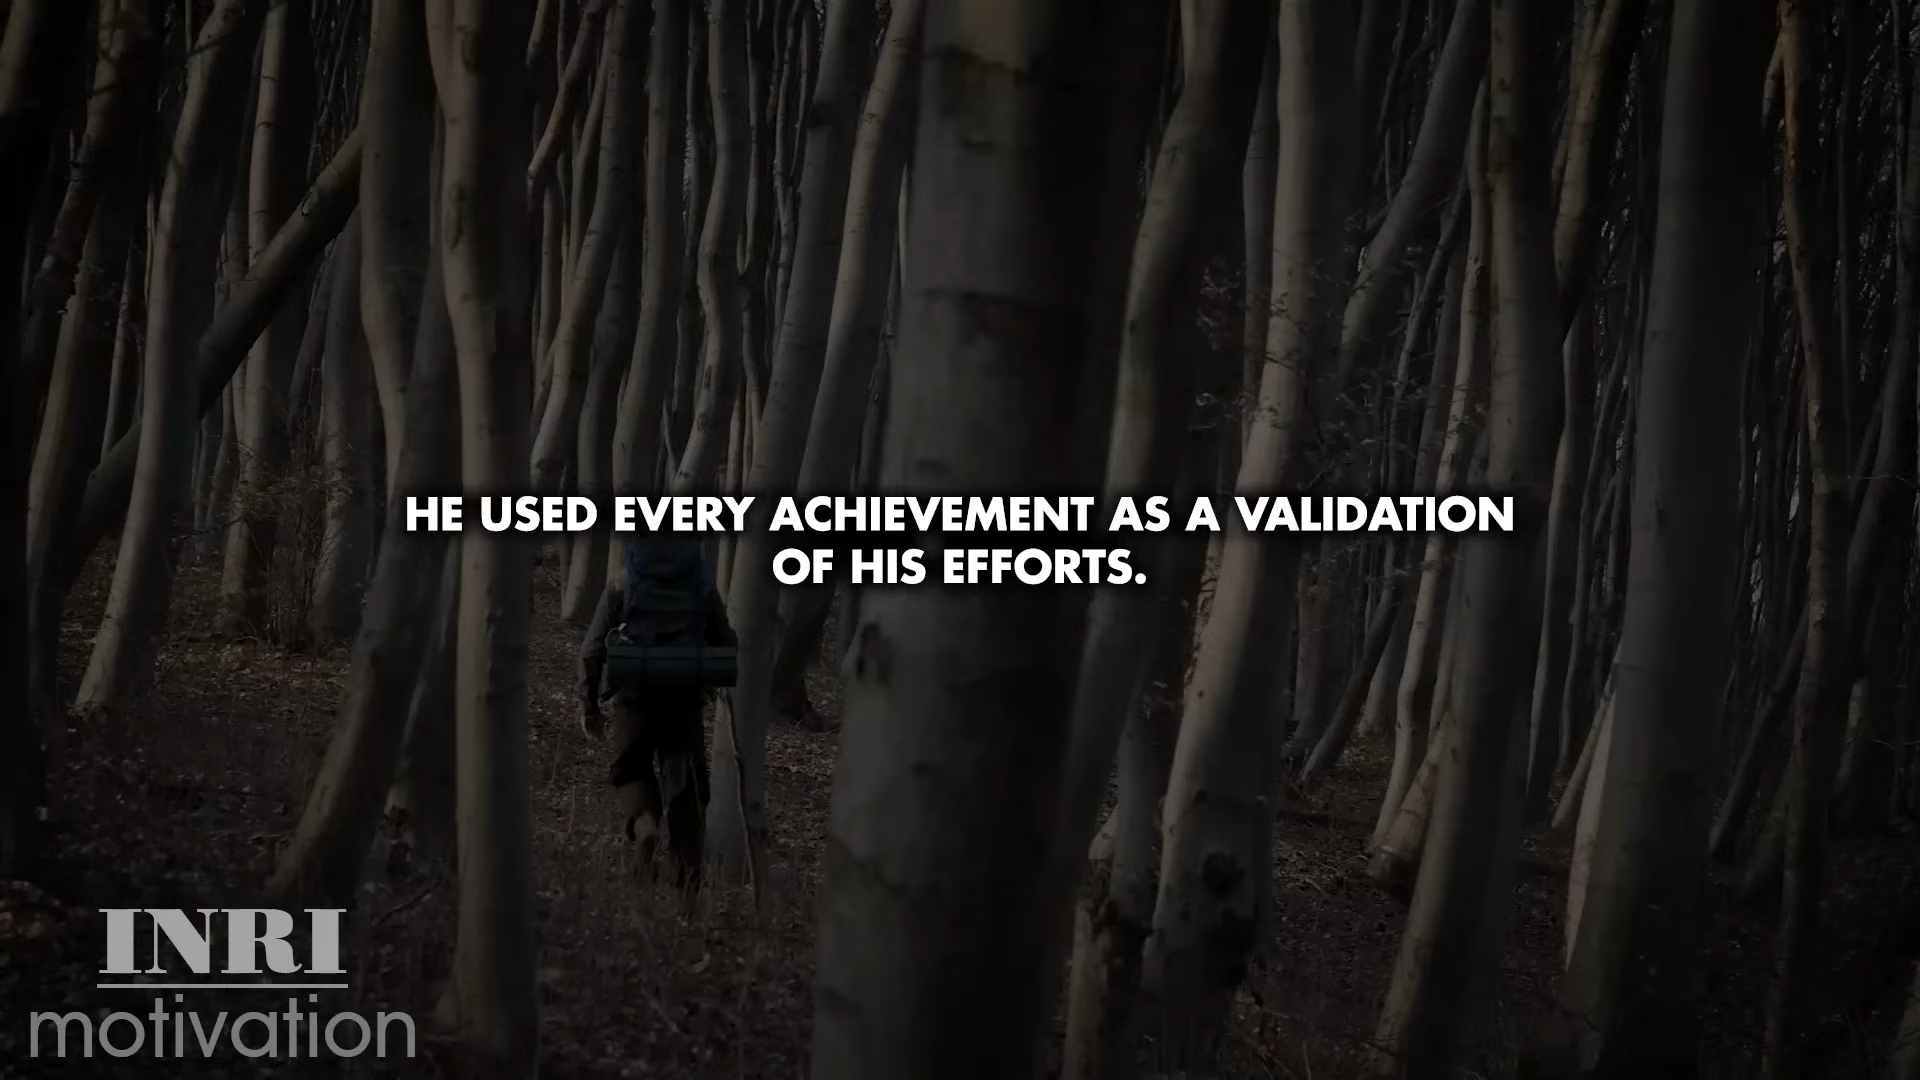 HE USED EVERY ACHIEVEMENT AS A VALIDATION
OF HIS EFFORTS.
INRI
motivation